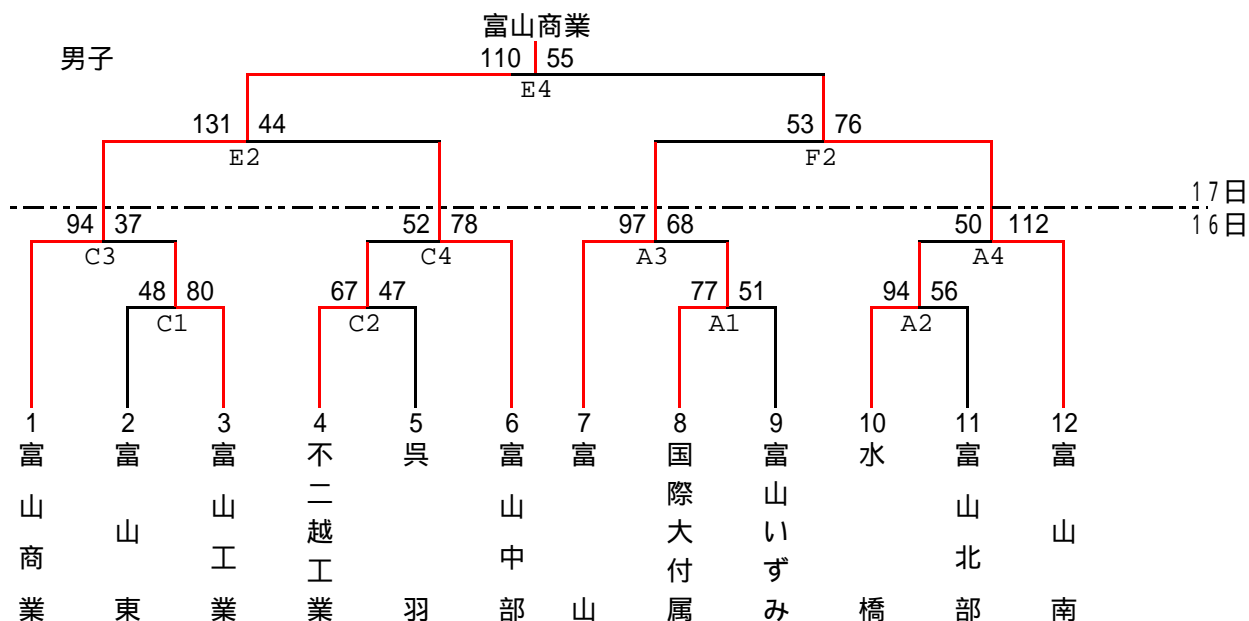 富山商業
男子
110 55
E4
131 44
53 76
E2
F2
17日
94 37
52 78
97 68
50 112
16日
C3
C4
A3
A4
48 80
67 47
77 51
94 56
C1
C2
A1
A2
1 2 3 4 5 6 7 8 9 10 11 12
富山商業
富山東
富山工業
不二越工業
呉羽
富山中部
富山
国際大付属
富山いずみ
水橋
富山北部
富山南